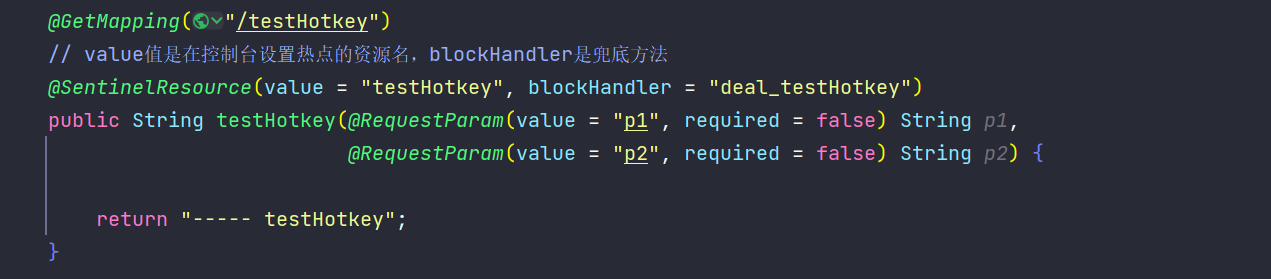 @GetMapping("/testHotkey")
// value值是在控制台设置热点的资源名，blockHandler是兜底方法
@SentinelResource(value = "testHotkey", blockHandler = "deal_testHotkey")
public String testHotkey(@RequestParam(value = "p1", required = false) String p1,
@RequestParam(value = "p2", required = false) String p2) {
return "----- testHotkey";
}